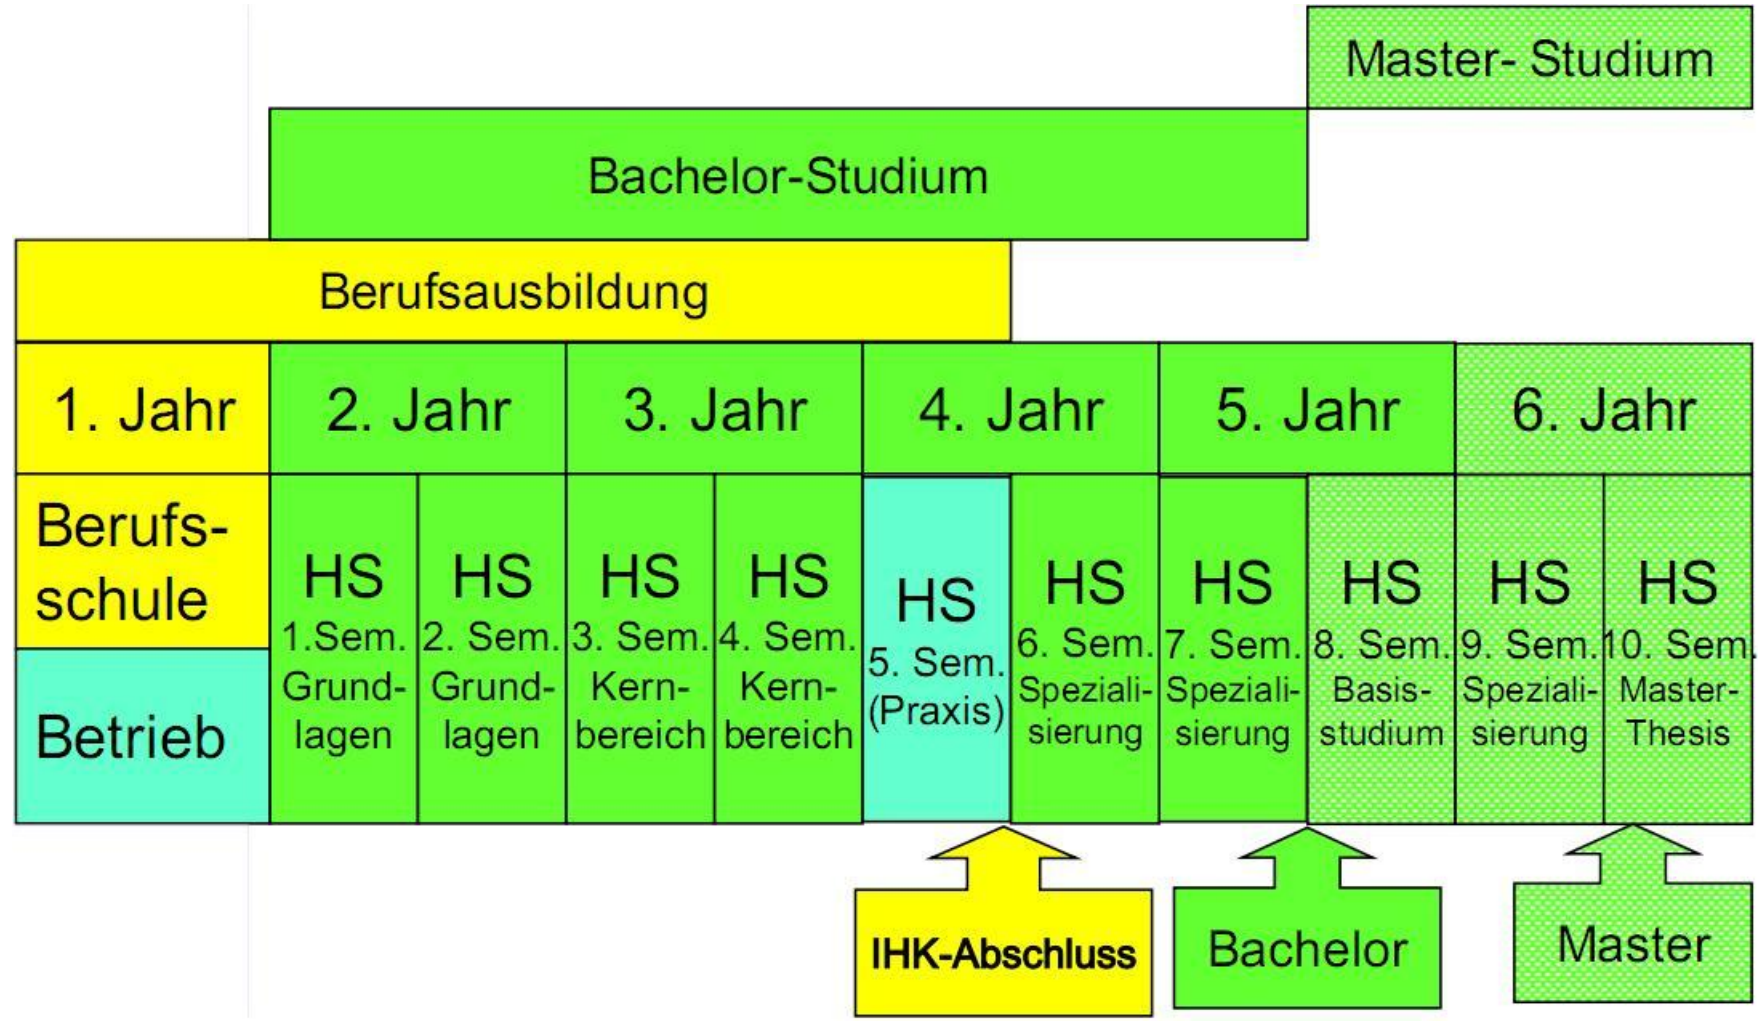 Master- Studium
Bachelor-Studium
Berufsausbildung
1. Jahr
2. Jahr
3. Jahr
4. Jahr
5. Jahr
6. Jahr
Berufs-
schule
Betrieb
HS
1.Sem.
Grund-
lagen
HS
2. Sem.
Grund-
lagen
HS
3. Sem.
Kern-
bereich
HS
4. Sem.
Kern-
bereich
HS
5. Sem.
(Praxis)
HS
6. Sem.
Speziali-
sierung
HS
7. Sem.
Speziali-
sierung
HS
8. Sem.
Basis-
studium
HS
9. Sem.
Speziali-
sierung
HS
10. Sem.
Master-
Thesis
IHK-Abschluss
Bachelor
Master